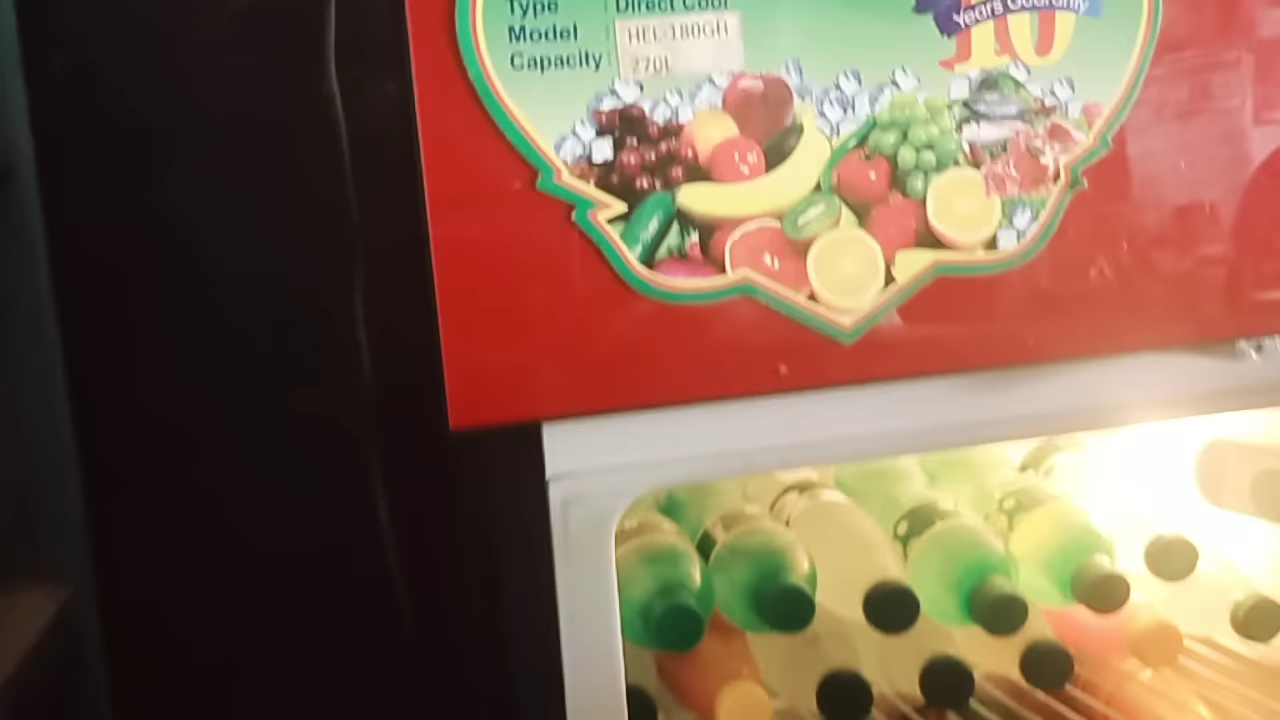 Type : Direct Cool
Years Guaranty
10
Model : HEL-180GH
Capacity : 270L